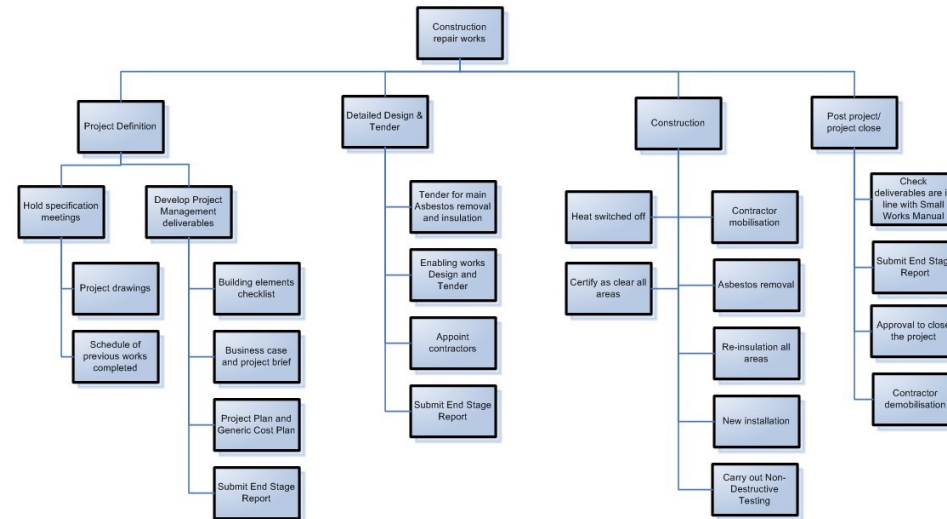 Construction
repair works
Project Definition
Detailed Design &
Tender
Construction
Post project/
project close
Hold specification
meetings
Develop Project
Management
deliverables
Project drawings
Schedule of
previous works
completed
Building elements
checklist
Business case
and project brief
Project Plan and
Generic Cost Plan
Submit End Stage
Report
Tender for main
Asbestos removal
and insulation
Enabling works
Design and
Tender
Appoint
contractors
Submit End Stage
Report
Heat switched off
Certify as clear all
areas
Contractor
mobilisation
Asbestos removal
Re-insulation all
areas
New installation
Carry out Non-
Destructive
Testing
Check
deliverables are i
line with Small
Works Manual
Submit End Stag
Report
Approval to close
the project
Contractor
demobilisation